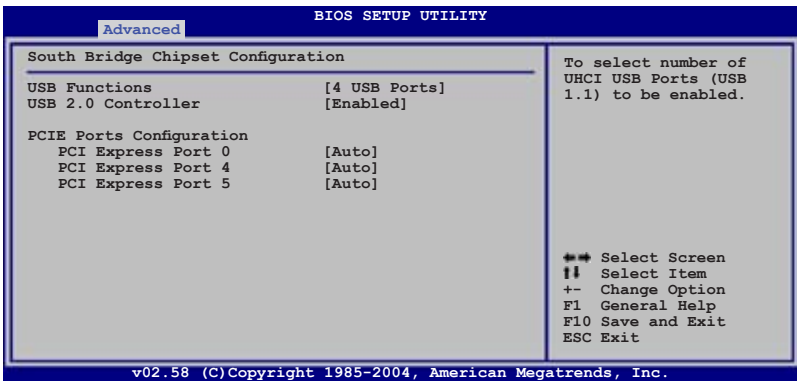 BIOS SETUP UTILITY
Advanced
South Bridge Chipset Configuration
USB Functions [4 USB Ports]
USB 2.0 Controller [Enabled]
PCIE Ports Configuration
PCI Express Port 0 [Auto]
PCI Express Port 4 [Auto]
PCI Express Port 5 [Auto]
To select number of
UHCI USB Ports (USB
1.1) to be enabled.
Select Screen
Select Item
+- Change Option
F1 General Help
F10 Save and Exit
ESC Exit
v02.58 (C)Copyright 1985-2004, American Megatrends, Inc.